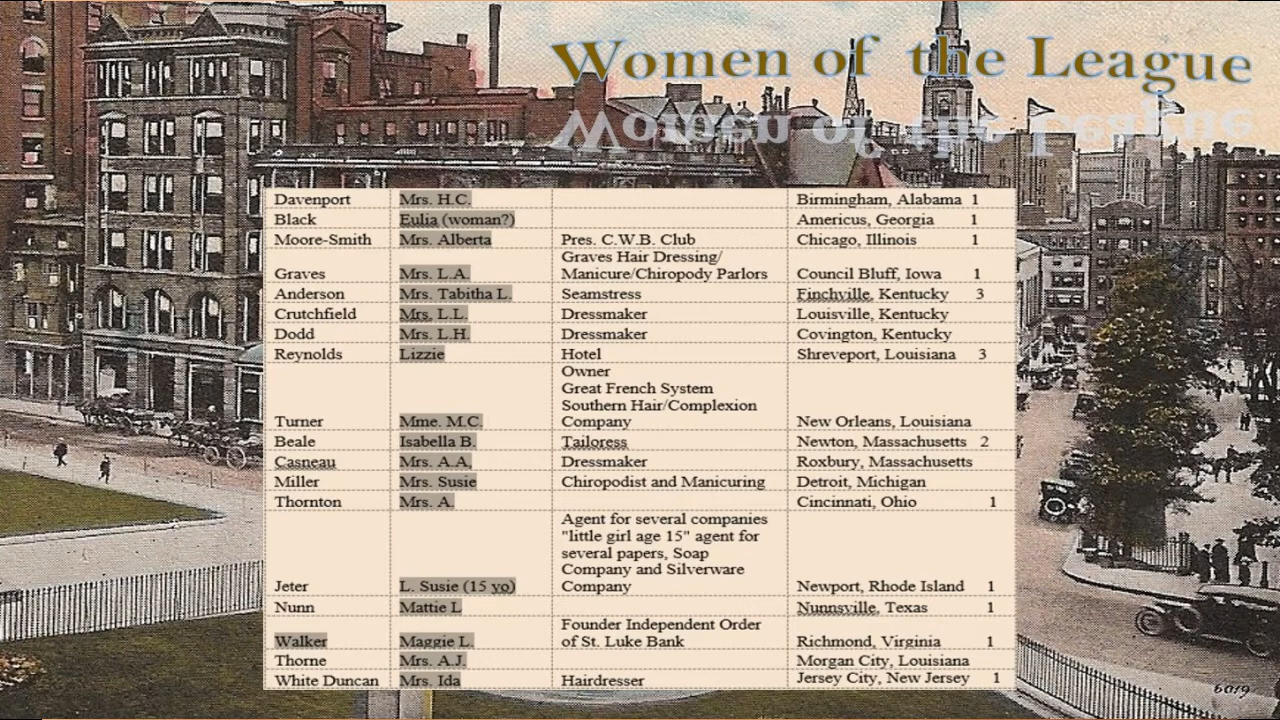 Women of the League
Davenport Mrs. H.C. Birmingham, Alabama 1
Black Eulia (woman?) Americus, Georgia 1
Moore-Smith Mrs. Alberta Pres. C.W.B. Club Chicago, Illinois 1
Graves Hair Dressing/
Graves Mrs. L.A. Manicure/Chiropody Parlors Council Bluff, Iowa 1
Anderson Mrs. Tabitha L. Seamstress Finchville, Kentucky 3
Crutchfield Mrs. L.L. Dressmaker Louisville, Kentucky
Dodd Mrs. L.H. Dressmaker Covington, Kentucky
Reynolds Lizzie Hotel Shreveport, Louisiana 3
Owner
Great French System
Southern Hair/Complexion
Turner Mme. M.C. Company New Orleans, Louisiana
Beale Isabella B. Tailoress Newton, Massachusetts 2
Casneau Mrs. A.A. Dressmaker Roxbury, Massachusetts
Miller Mrs. Susie Chiropodist and Manicuring Detroit, Michigan
Thornton Mrs. A. Cincinnati, Ohio 1
Agent for several companies
"little girl age 15" agent for
several papers, Soap
Company and Silverware
Jeter L. Susie (15 yo) Company Newport, Rhode Island 1
Nunn Mattie L Nunnsville, Texas 1
Founder Independent Order
Walker Maggie L. of St. Luke Bank Richmond, Virginia 1
Thorne Mrs. A.J. Morgan City, Louisiana
White Duncan Mrs. Ida Hairdresser Jersey City, New Jersey 1
6019